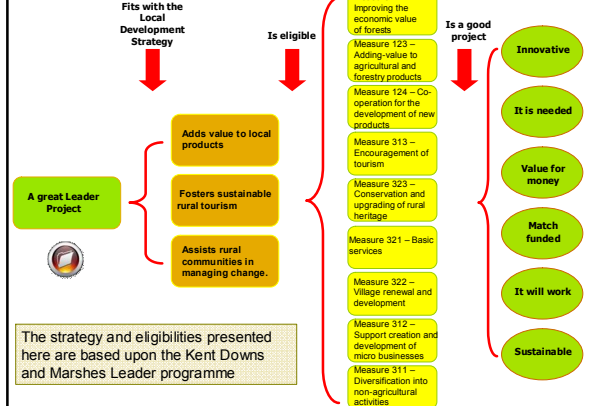 Fits with the
Local
Development
Strategy
Is eligible
Is a good
project
A great Leader
Project
Adds value to local
products
Fosters sustainable
rural tourism
Assists rural
communities in
managing change.
Improving the
economic value
of forests
Measure 123 –
Adding-value to
agricultural and
forestry products
Measure 124 – Co-
operation for the
development of new
products
Measure 313 –
Encouragement of
tourism
Measure 323 –
Conservation and
upgrading of rural
heritage
Measure 321 – Basic
services
Measure 322 –
Village renewal and
development
Measure 312 –
Support creation and
development of
micro businesses
Measure 311 –
Diversification into
non-agricultural
activities
Innovative
It is needed
Value for
money
Match
funded
It will work
Sustainable
The strategy and eligibilities presented
here are based upon the Kent Downs
and Marshes Leader programme